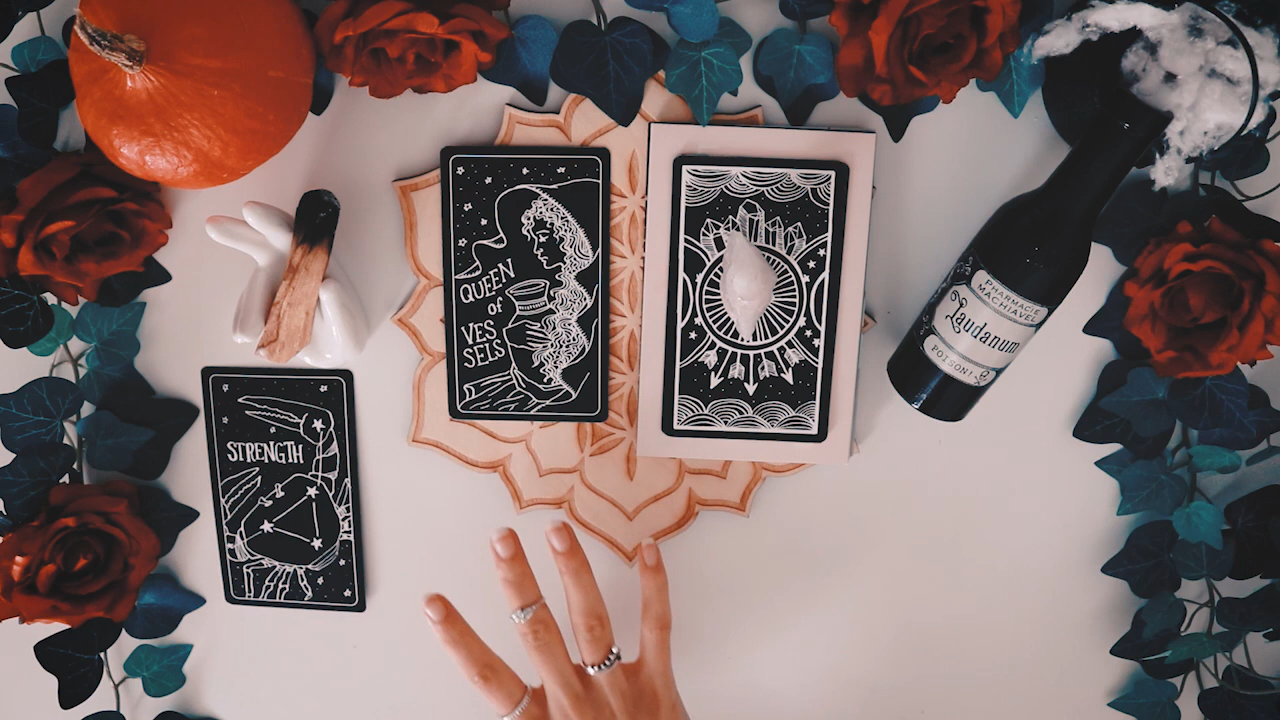 STRENGTH
QUEEN
of
VES
SELS
PHARMACIE
MACHIAVEL
Laudanum
POISON!